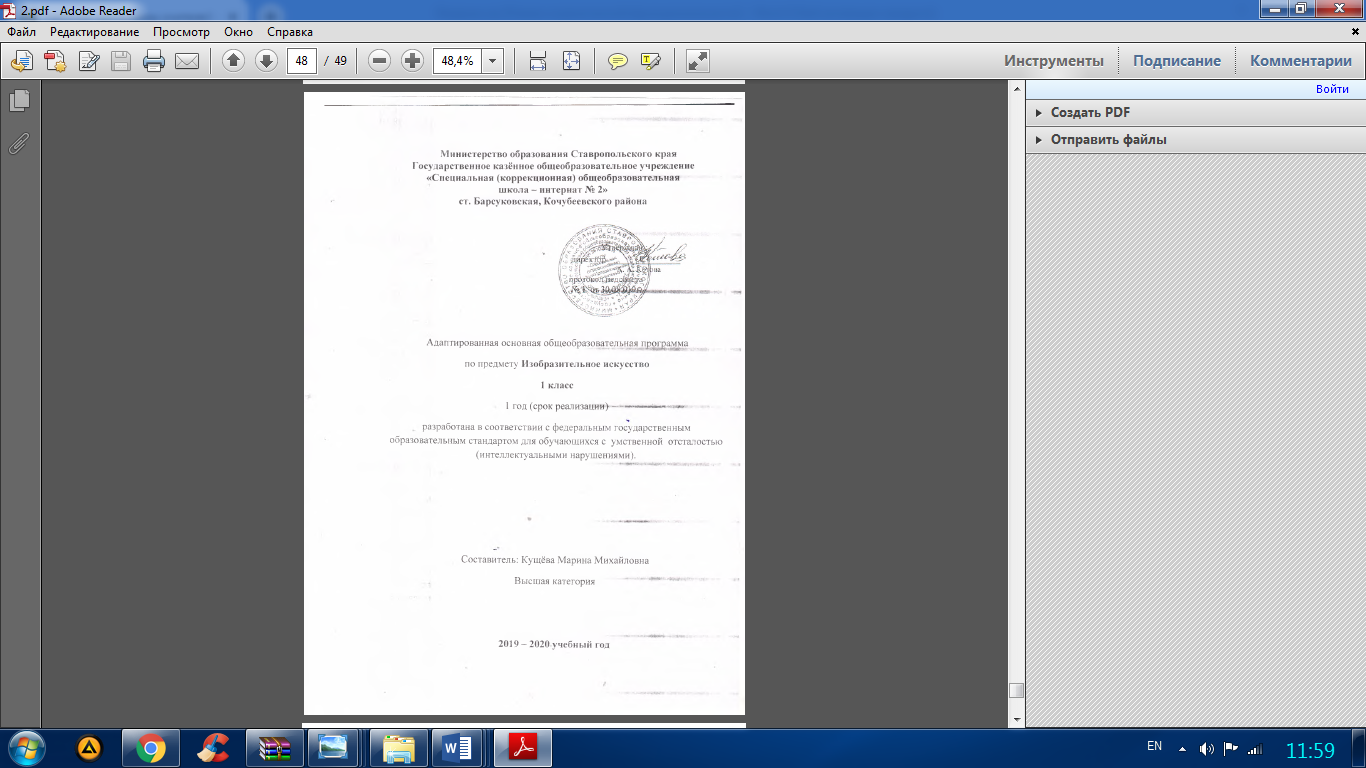 2.pdf - Adobe Reader
Файл Редактирование Просмотр Окно Справка
48 / 49 48,4% Инструменты Подписание Комментарии
Войти
Создать PDF
Отправить файлы
Министерство образования Ставропольского края
Государственное казённое общеобразовательное учреждение
«Специальная (коррекционная) общеобразовательная
школа – интернат № 2»
ст. Барсуковская, Кочубеевского района
директор
Адаптированная основная общеобразовательная программа
по предмету Изобразительное искусство
1 класс
1 год (срок реализации)
разработана в соответствии с федеральным государственным
образовательным стандартом для обучающихся с умственной отсталостью
(интеллектуальными нарушениями).
Составитель: Кущёва Марина Михайловна
Высшая категория
2019 – 2020 учебный год
EN 11:59